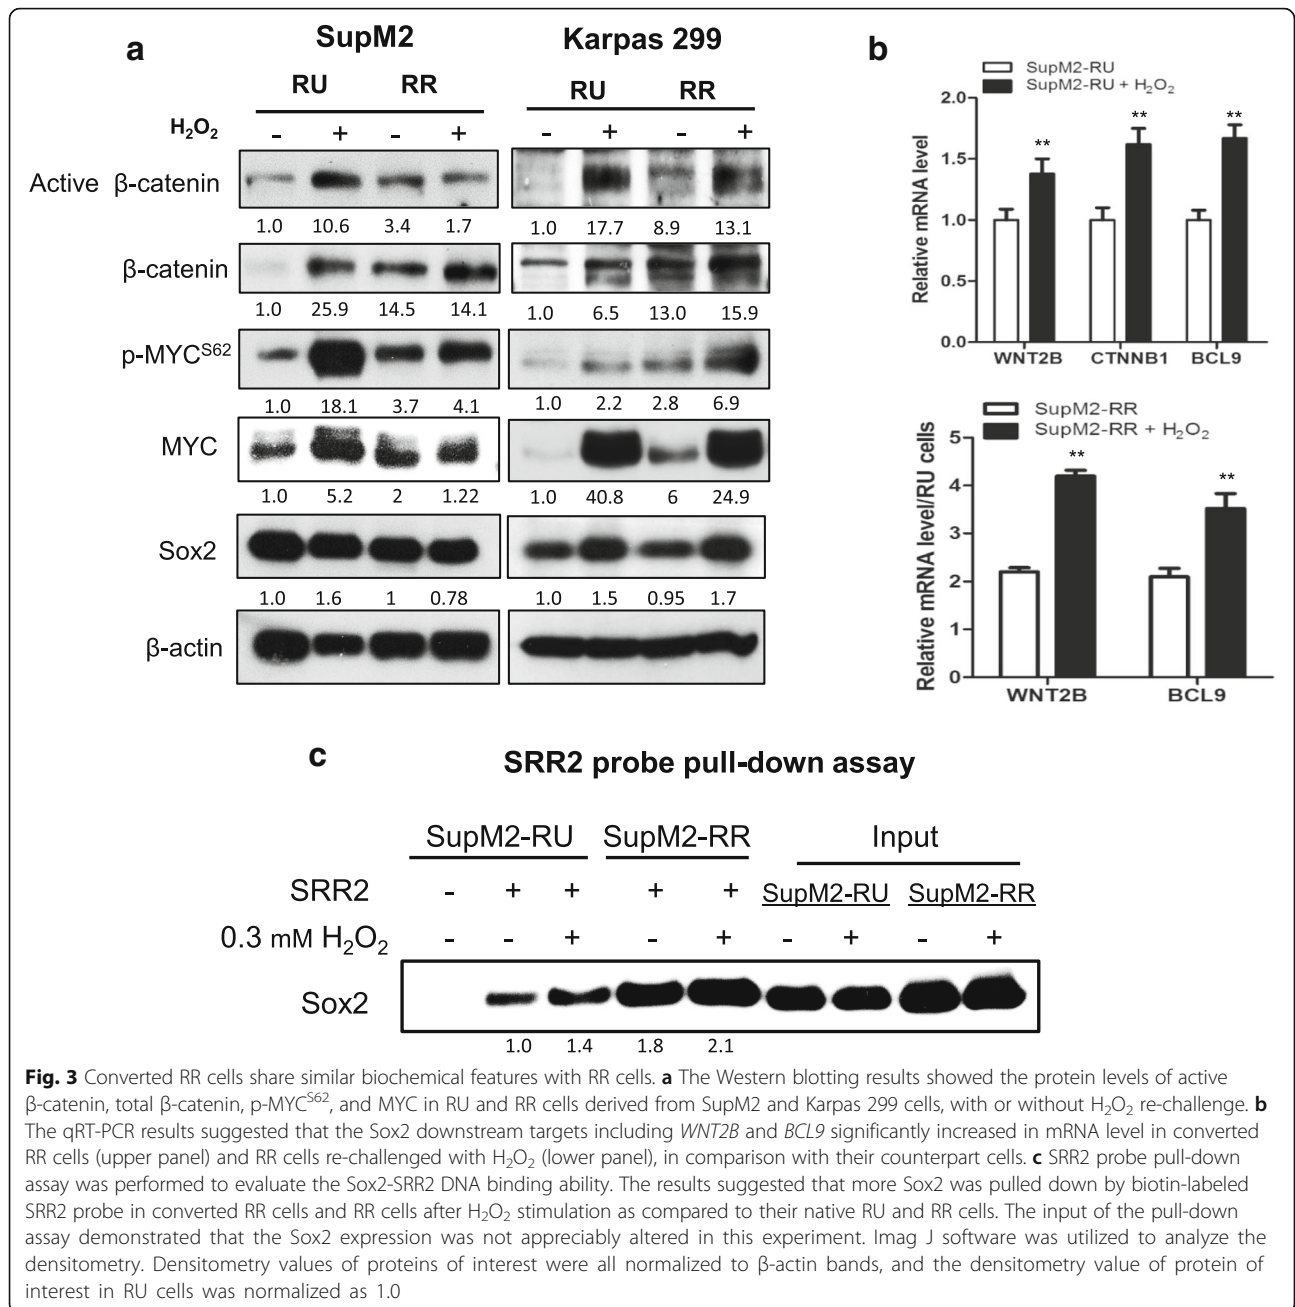 a
SupM2 Karpas 299
RU RR RU RR
H₂O₂ - + - + - + - +
Active β-catenin
1.0 10.6 3.4 1.7 1.0 17.7 8.9 13.1
β-catenin
1.0 25.9 14.5 14.1 1.0 6.5 13.0 15.9
p-MYC^S62
1.0 18.1 3.7 4.1 1.0 2.2 2.8 6.9
MYC
1.0 5.2 2 1.22 1.0 40.8 6 24.9
Sox2
1.0 1.6 1 0.78 1.0 1.5 0.95 1.7
β-actin
b
SupM2-RU
SupM2-RU + H₂O₂
Relative mRNA level
2.0
1.5
1.0
0.5
0.0
** ** **
WNT2B CTNNB1 BCL9
SupM2-RR
SupM2-RR + H₂O₂
Relative mRNA level/RU cells
5
4
3
2
1
0
** **
WNT2B BCL9
c SRR2 probe pull-down assay
SupM2-RU SupM2-RR Input
SRR2 - + + + + SupM2-RU SupM2-RR
0.3 mM H₂O₂ - - + - + - + - +
Sox2
1.0 1.4 1.8 2.1
Fig. 3 Converted RR cells share similar biochemical features with RR cells. a The Western blotting results showed the protein levels of active
β-catenin, total β-catenin, p-MYC^S62, and MYC in RU and RR cells derived from SupM2 and Karpas 299 cells, with or without H₂O₂ re-challenge. b
The qRT-PCR results suggested that the Sox2 downstream targets including WNT2B and BCL9 significantly increased in mRNA level in converted
RR cells (upper panel) and RR cells re-challenged with H₂O₂ (lower panel), in comparison with their counterpart cells. c SRR2 probe pull-down
assay was performed to evaluate the Sox2-SRR2 DNA binding ability. The results suggested that more Sox2 was pulled down by biotin-labeled
SRR2 probe in converted RR cells and RR cells after H₂O₂ stimulation as compared to their native RU and RR cells. The input of the pull-down
assay demonstrated that the Sox2 expression was not appreciably altered in this experiment. Imag J software was utilized to analyze the
densitometry. Densitometry values of proteins of interest were all normalized to β-actin bands, and the densitometry value of protein of
interest in RU cells was normalized as 1.0